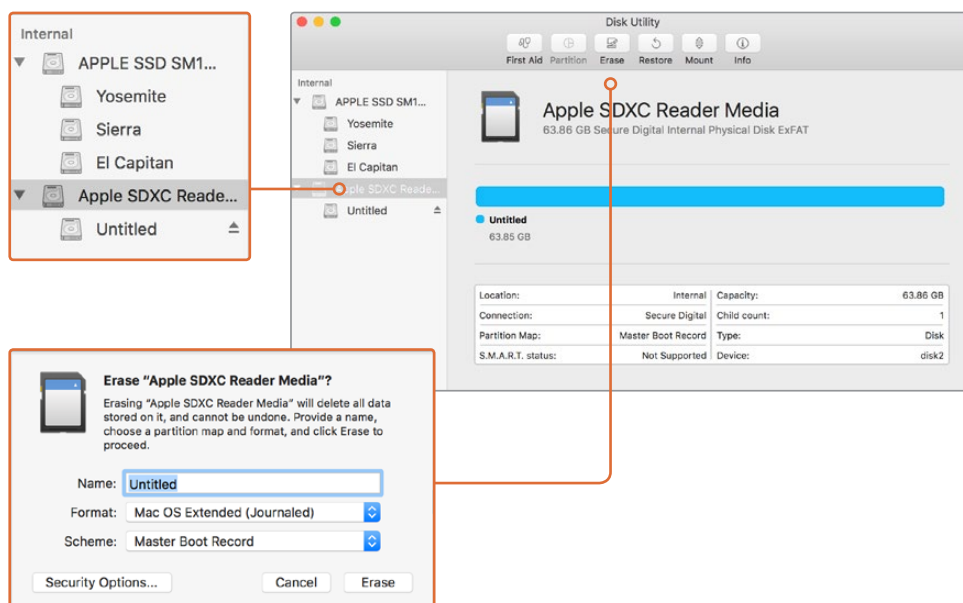 Internal
APPLE SSD SM1...
Yosemite
Sierra
El Capitan
Apple SDXC Reade...
Untitled
Disk Utility
First Aid Partition Erase Restore Mount Info
Internal
APPLE SSD SM1...
Yosemite
Sierra
El Capitan
Apple SDXC Reade...
Untitled
Apple SDXC Reader Media
63.86 GB Secure Digital Internal Physical Disk ExFAT
Untitled
63.85 GB
Location: Internal Capacity: 63.86 GB
Connection: Secure Digital Child count: 1
Partition Map: Master Boot Record Type: Disk
S.M.A.R.T. status: Not Supported Device: disk2
Erase “Apple SDXC Reader Media”?
Erasing “Apple SDXC Reader Media” will delete all data
stored on it, and cannot be undone. Provide a name,
choose a partition map and format, and click Erase to
proceed.
Name: Untitled
Format: Mac OS Extended (Journaled)
Scheme: Master Boot Record
Security Options... Cancel Erase